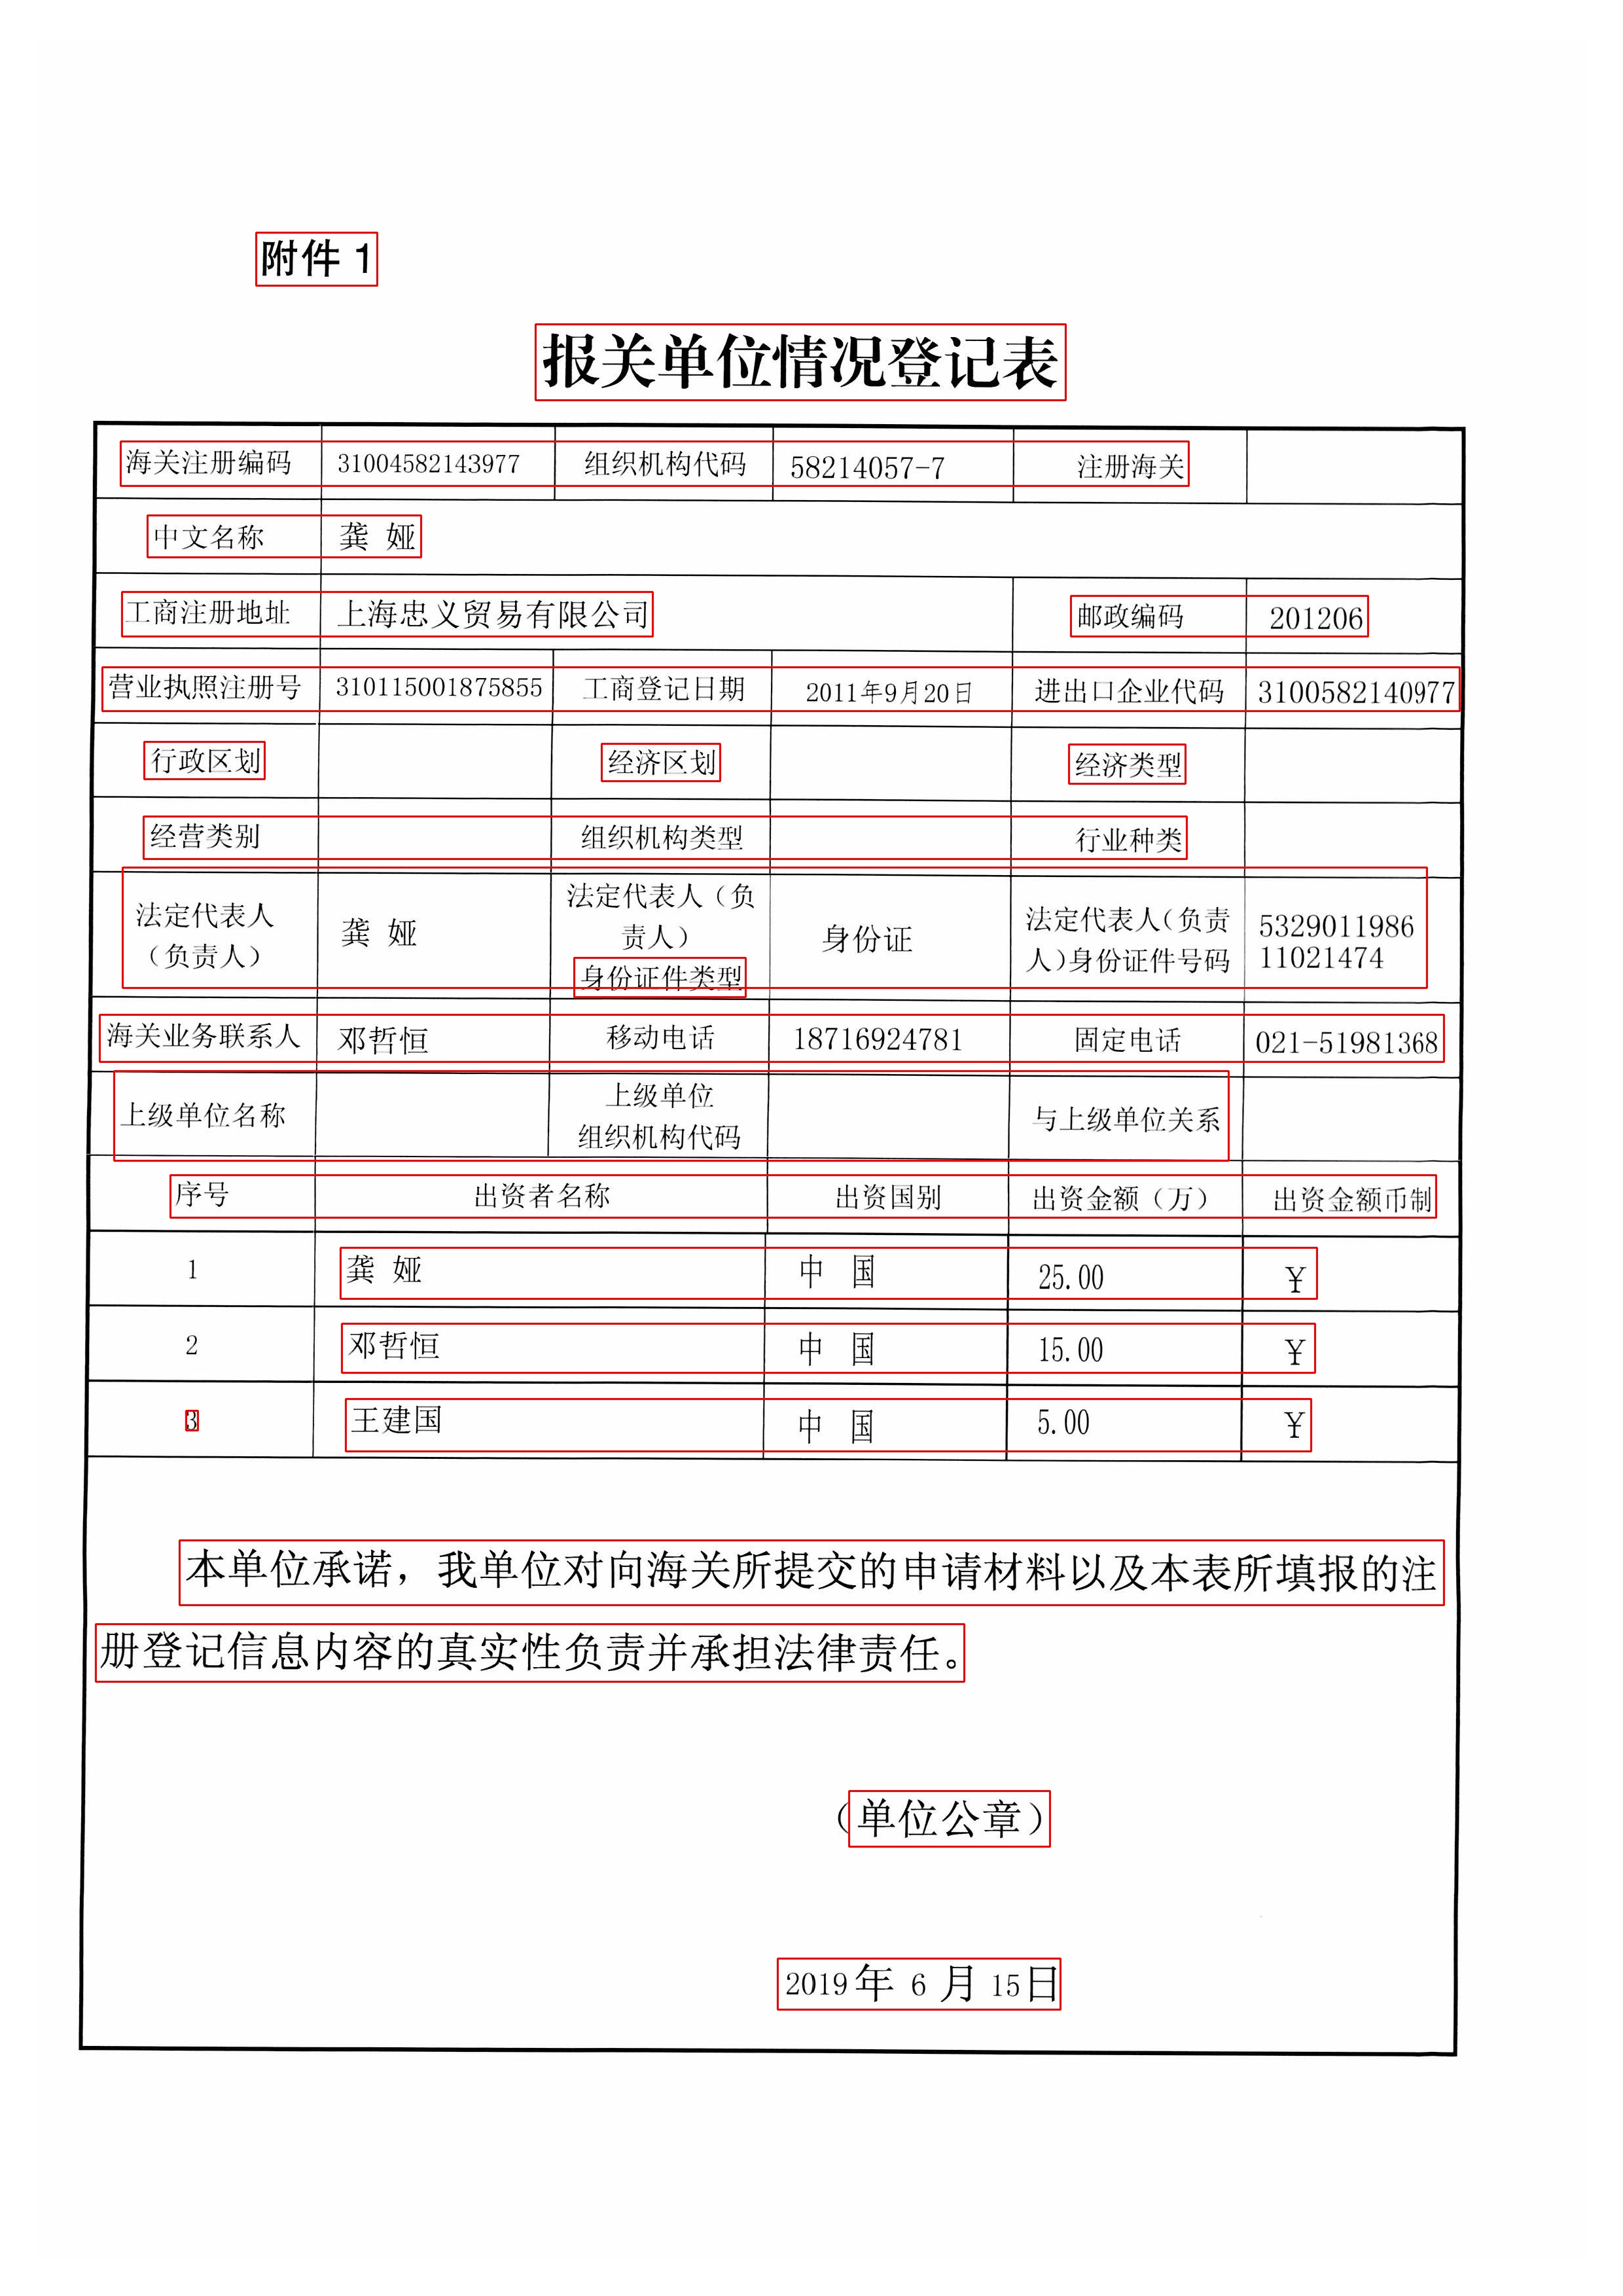 附件 1
报关单位情况登记表
海关注册编码 31004582143977 组织机构代码 58214057-7 注册海关
中文名称 龚 娅
工商注册地址 上海忠义贸易有限公司 邮政编码 201206
营业执照注册号 310115001875855 工商登记日期 2011年9月20日 进出口企业代码 3100582140977
行政区划 经济区划 经济类型
经营类别 组织机构类型 行业种类
法定代表人（负责人） 龚 娅 法定代表人（负责人）身份证件类型 身份证 法定代表人（负责人）身份证件号码 532901198611021474
海关业务联系人 邓哲恒 移动电话 18716924781 固定电话 021-51981368
上级单位名称 上级单位组织机构代码 与上级单位关系
序号 出资者名称 出资国别 出资金额（万） 出资金额币制
1 龚 娅 中 国 25.00 ¥
2 邓哲恒 中 国 15.00 ¥
3 王建国 中 国 5.00 ¥
本单位承诺，我单位对向海关所提交的申请材料以及本表所填报的注
册登记信息内容的真实性负责并承担法律责任。
（单位公章）
2019年 6 月 15日